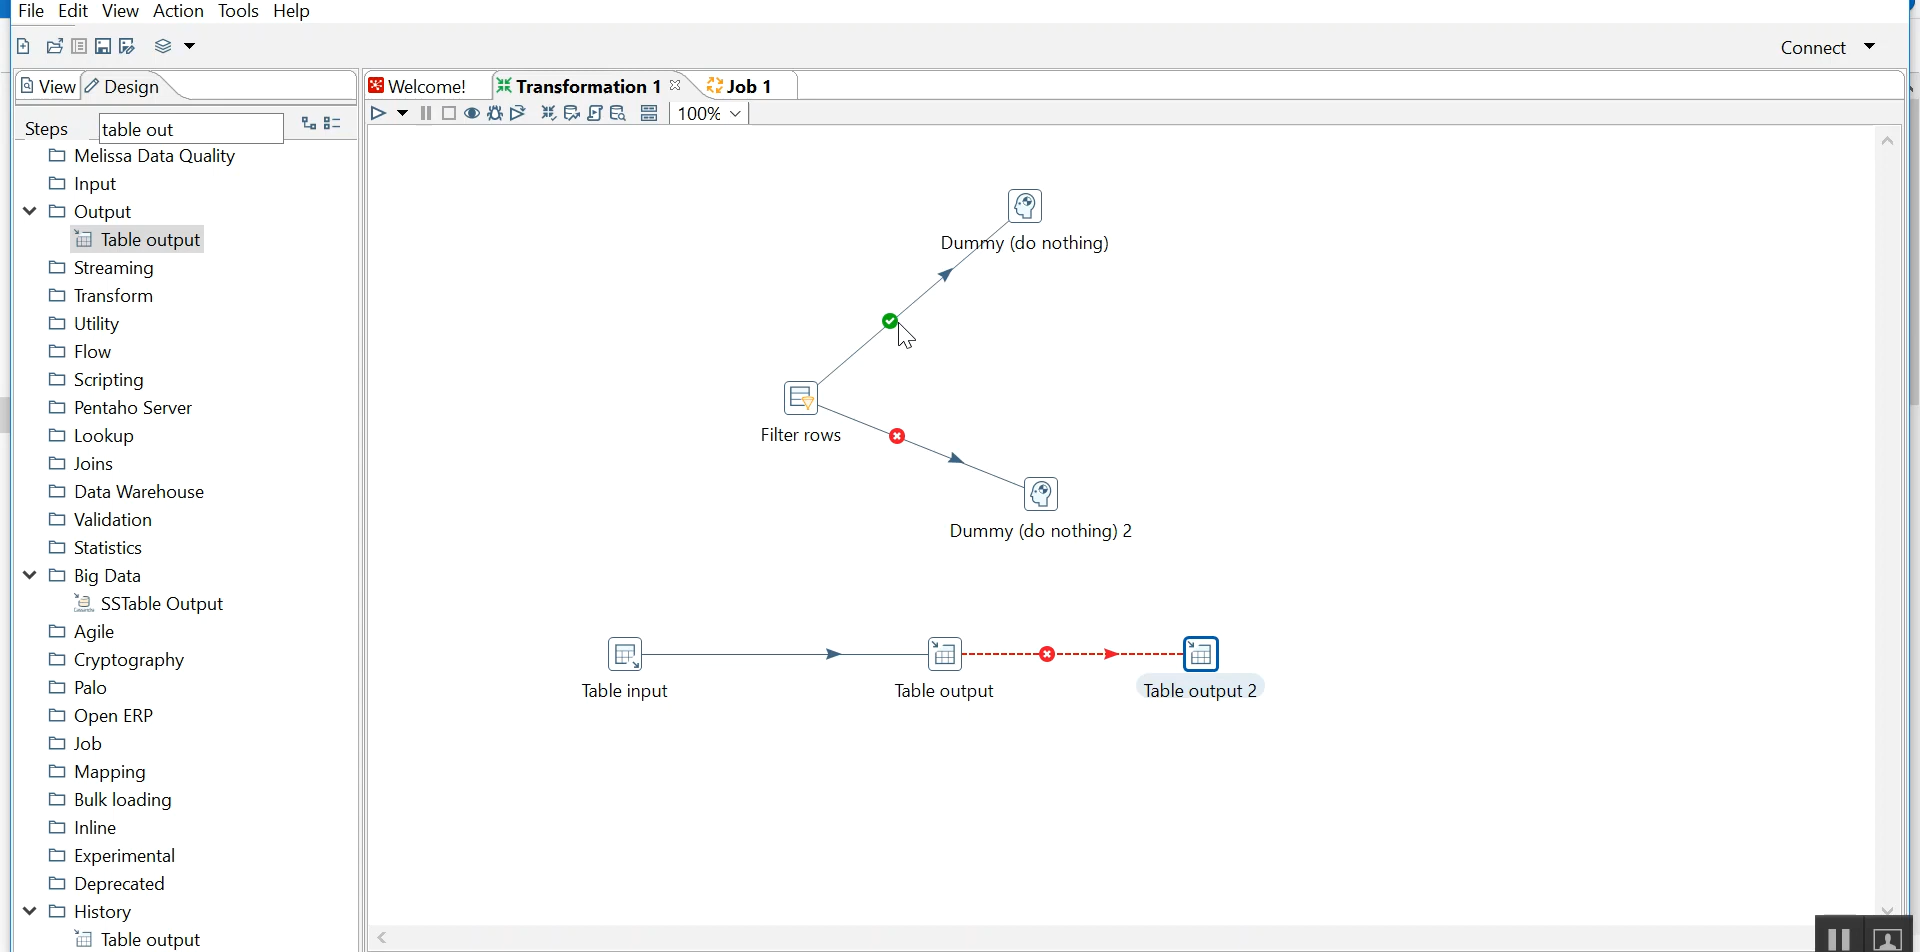 File Edit View Action Tools Help
Connect
View Design
Welcome! Transformation 1 Job 1
Steps table out
100%
Melissa Data Quality
Input
Output
Table output
Streaming
Transform
Utility
Flow
Scripting
Pentaho Server
Lookup
Joins
Data Warehouse
Validation
Statistics
Big Data
SSTable Output
Agile
Cryptography
Palo
Open ERP
Job
Mapping
Bulk loading
Inline
Experimental
Deprecated
History
Table output
Dummy (do nothing)
Filter rows
Dummy (do nothing) 2
Table input Table output Table output 2